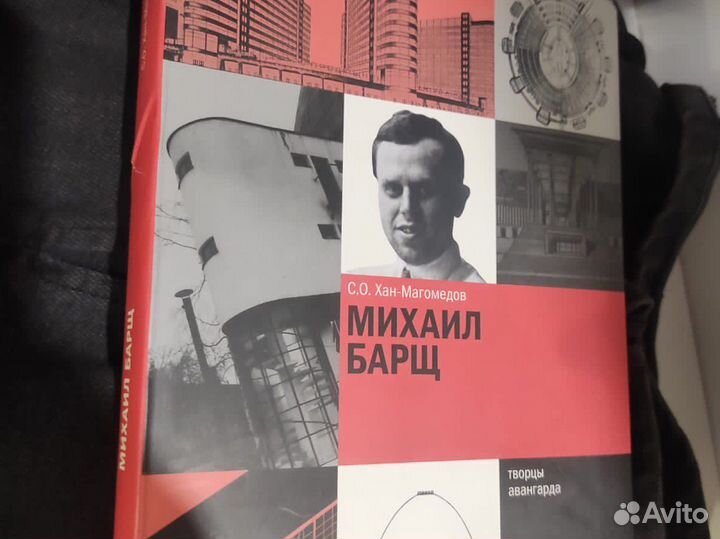 С.О. Хан-Магомедов
МИХАИЛ
БАРЩ
творцы
авангарда
МИХАИЛ БАРЩ
Avito